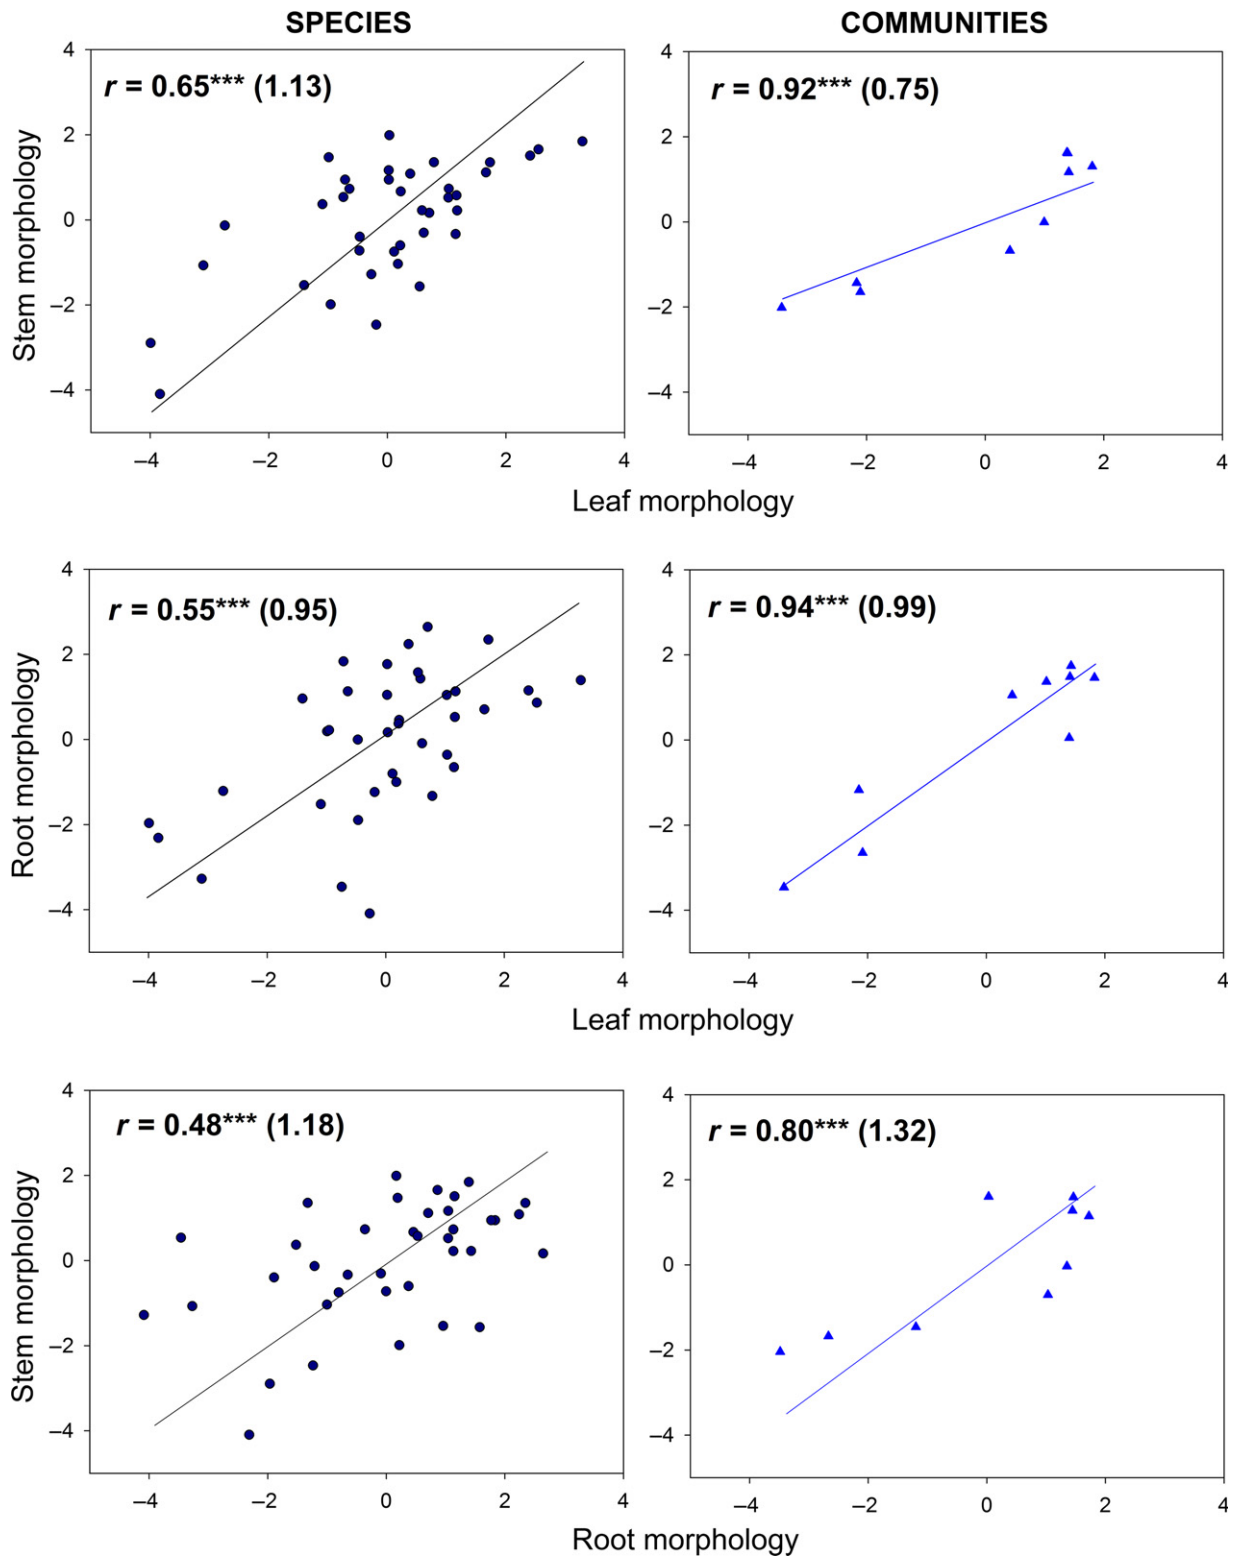 SPECIES
COMMUNITIES
r = 0.65*** (1.13)
r = 0.92*** (0.75)
Stem morphology
4
2
0
–2
–4
4
2
0
–2
–4
–4 –2 0 2 4
–4 –2 0 2 4
Leaf morphology
r = 0.55*** (0.95)
r = 0.94*** (0.99)
Root morphology
4
2
0
–2
–4
4
2
0
–2
–4
–4 –2 0 2 4
–4 –2 0 2 4
Leaf morphology
r = 0.48*** (1.18)
r = 0.80*** (1.32)
Stem morphology
4
2
0
–2
–4
4
2
0
–2
–4
–4 –2 0 2 4
–4 –2 0 2 4
Root morphology